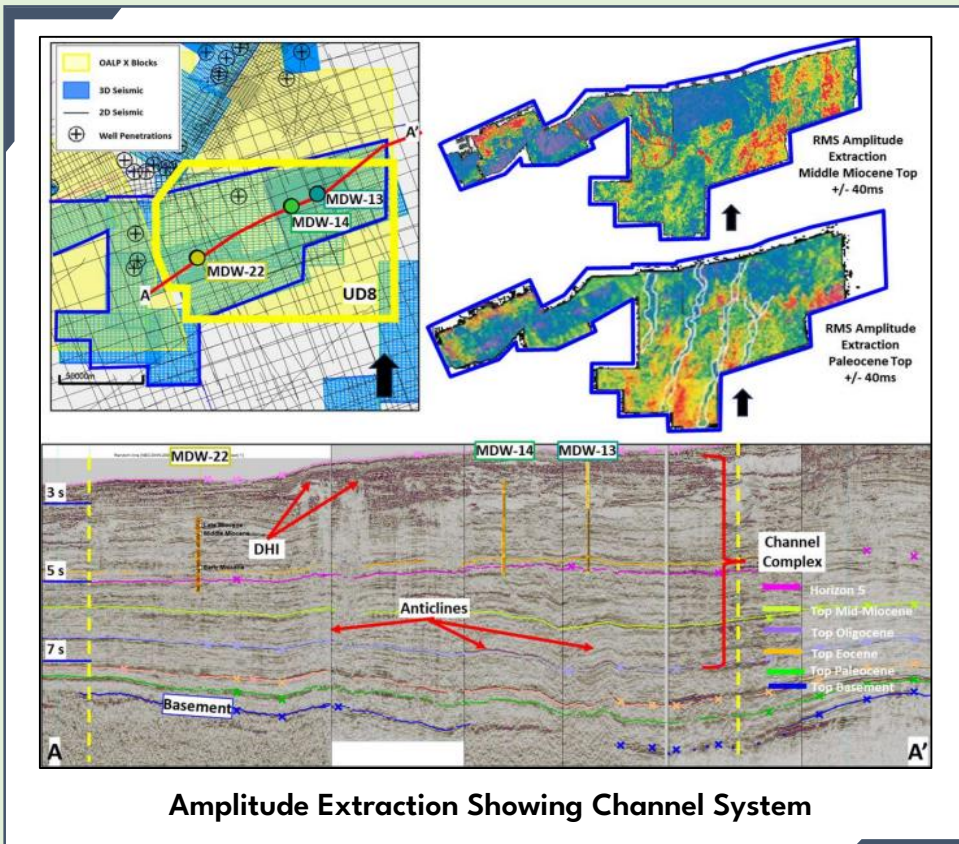 OALP X Blocks
3D Seismic
2D Seismic
Well Penetrations
A'
MDW-13
MDW-14
MDW-22
A
UD8
50000m
RMS Amplitude
Extraction
Middle Miocene Top
+/- 40ms
RMS Amplitude
Extraction
Paleocene Top
+/- 40ms
MDW-22
MDW-14
MDW-13
3 s
Late Miocene
Middle Miocene
DHI
Channel
Complex
5 s
Early Miocene
Horizon 5
Anticlines
Top Mid-Miocene
Top Oligocene
7 s
Top Eocene
Top Paleocene
Top Basement
Basement
A
A'
Amplitude Extraction Showing Channel System